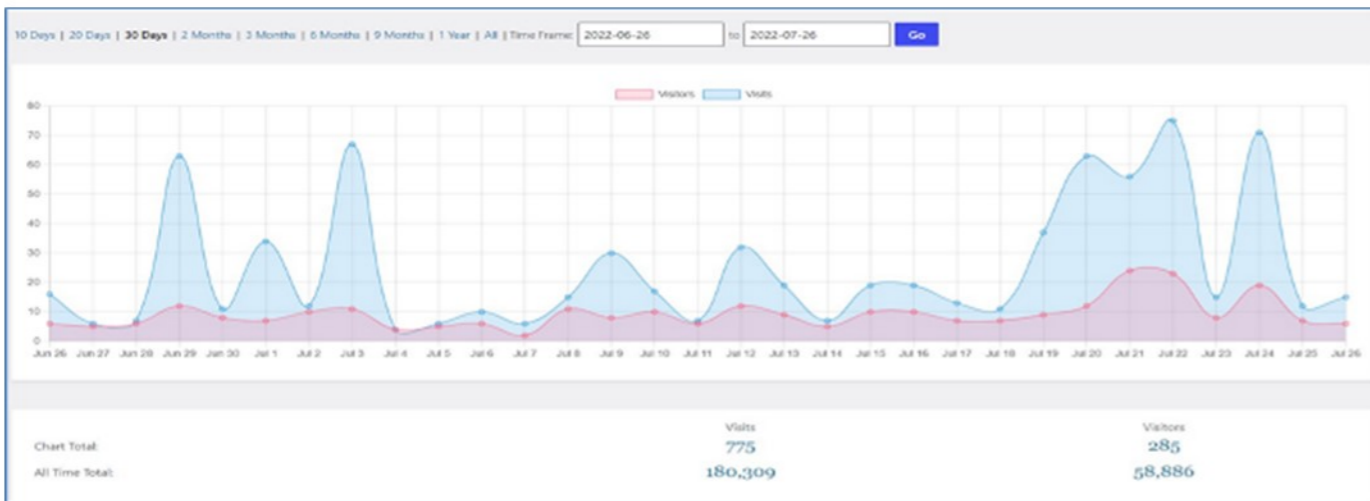 10 Days | 20 Days | 30 Days | 2 Months | 3 Months | 6 Months | 9 Months | 1 Year | All | Time Frame: 2022-06-26 to 2022-07-26 Go
Visitors Visits
80
70
60
50
40
30
20
10
0
Jun 26 Jun 27 Jun 28 Jun 29 Jun 30 Jul 1 Jul 2 Jul 3 Jul 4 Jul 5 Jul 6 Jul 7 Jul 8 Jul 9 Jul 10 Jul 11 Jul 12 Jul 13 Jul 14 Jul 15 Jul 16 Jul 17 Jul 18 Jul 19 Jul 20 Jul 21 Jul 22 Jul 23 Jul 24 Jul 25 Jul 26
Visits Visitors
Chart Total: 775 285
All Time Total: 180,309 58,886